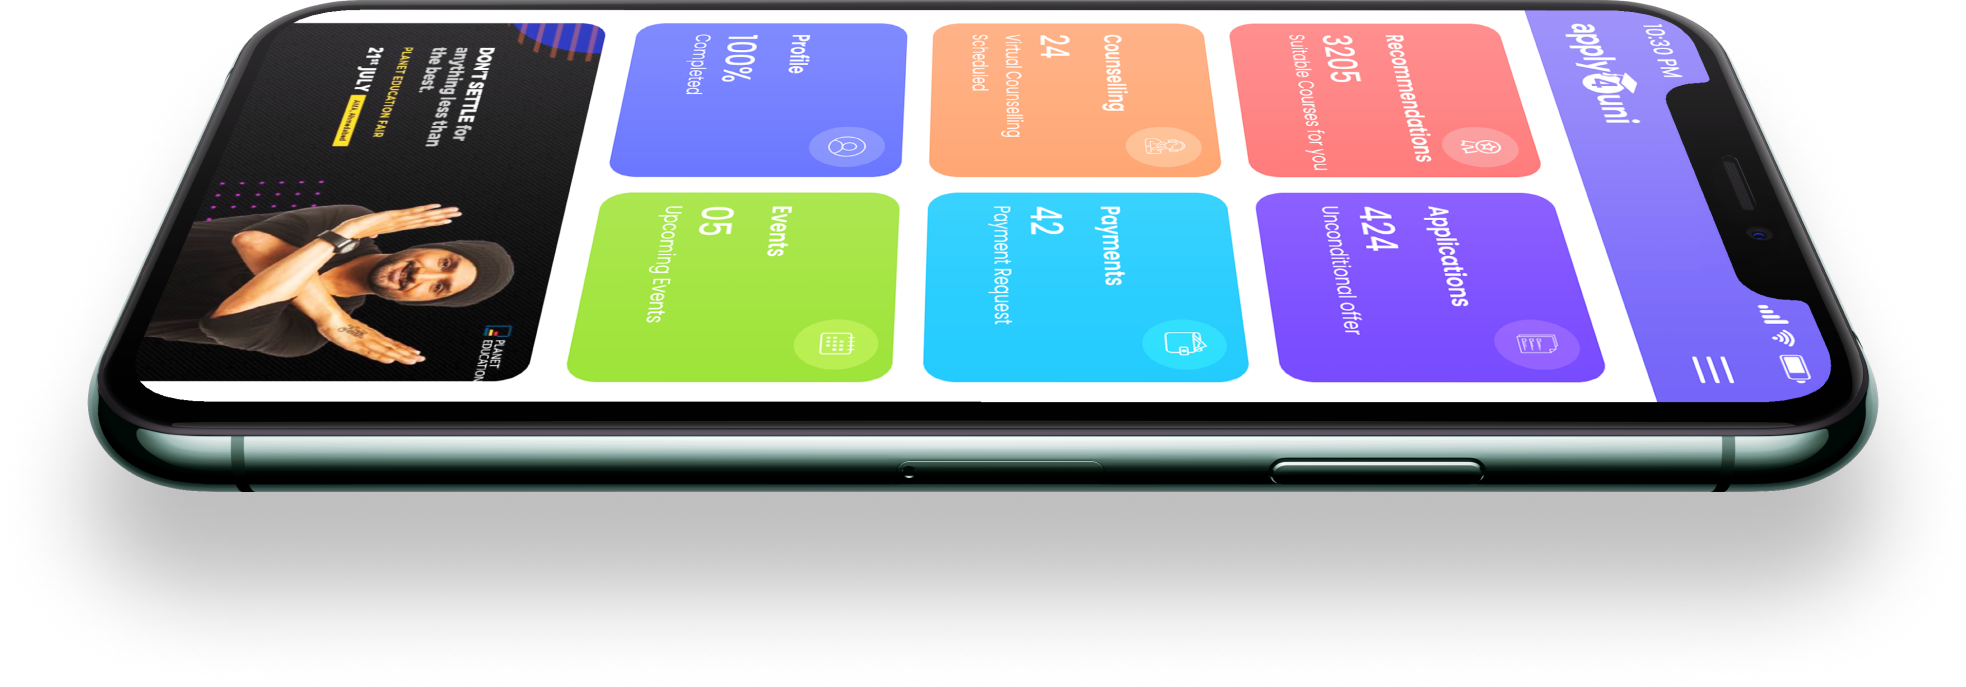 10:30 PM
apply4uni
Recommendations
3205
Suitable Courses for you
Applications
424
Unconditional offer
Counselling
24
Virtual Counselling
Scheduled
Payments
42
Payment Request
Profile
100%
Completed
Events
05
Upcoming Events
DON'T SETTLE for
anything less than
the best.
PLANET EDUCATION FAIR
21st JULY
AMA Ahmedabad
PLANET
EDUCATION